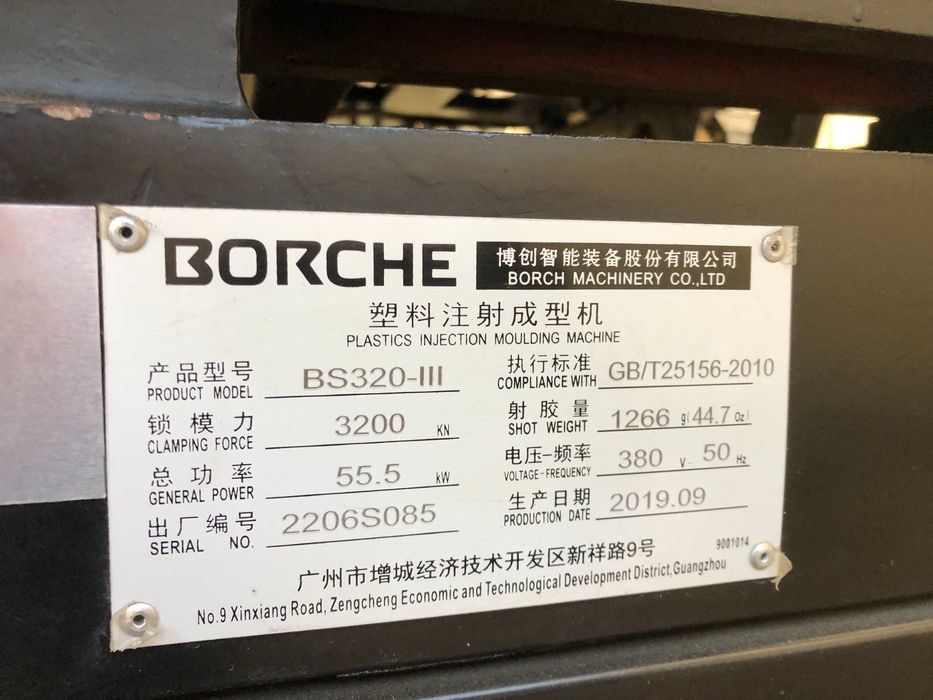 BORCHE 博创智能装备股份有限公司
BORCH MACHINERY CO.,LTD
塑料注射成型机
PLASTICS INJECTION MOULDING MACHINE
产品型号 BS320-III 执行标准 GB/T25156-2010
PRODUCT MODEL COMPLIANCE WITH
锁模力 3200 KN 射胶量 1266 g(44.7 Oz)
CLAMPING FORCE SHOT WEIGHT
总功率 55.5 kW 电压-频率 380 V- 50 Hz
GENERAL POWER VOLTAGE-FREQUENCY
出厂编号 2206S085 生产日期 2019.09
SERIAL NO. PRODUCTION DATE
9001014
广州市增城经济技术开发区新祥路9号
No.9 Xinxiang Road, Zengcheng Economic and Technological Development District,Guangzhou